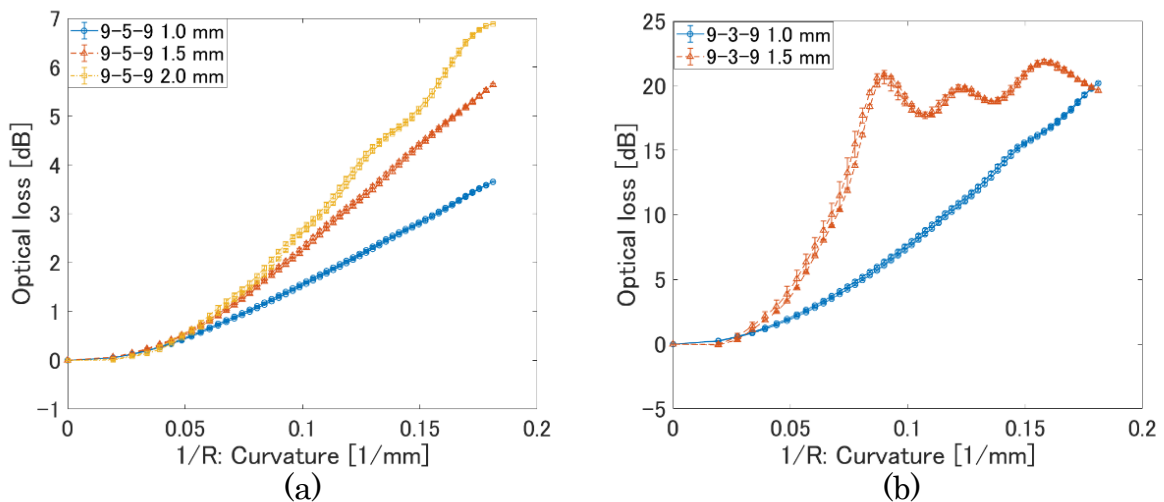 7
6
5
4
3
2
1
0
−1
Optical loss [dB]
9−5−9 1.0 mm
9−5−9 1.5 mm
9−5−9 2.0 mm
0
0.05
0.1
0.15
0.2
1/R: Curvature [1/mm]
(a)
25
20
15
10
5
0
−5
Optical loss [dB]
9−3−9 1.0 mm
9−3−9 1.5 mm
0
0.05
0.1
0.15
0.2
1/R: Curvature [1/mm]
(b)